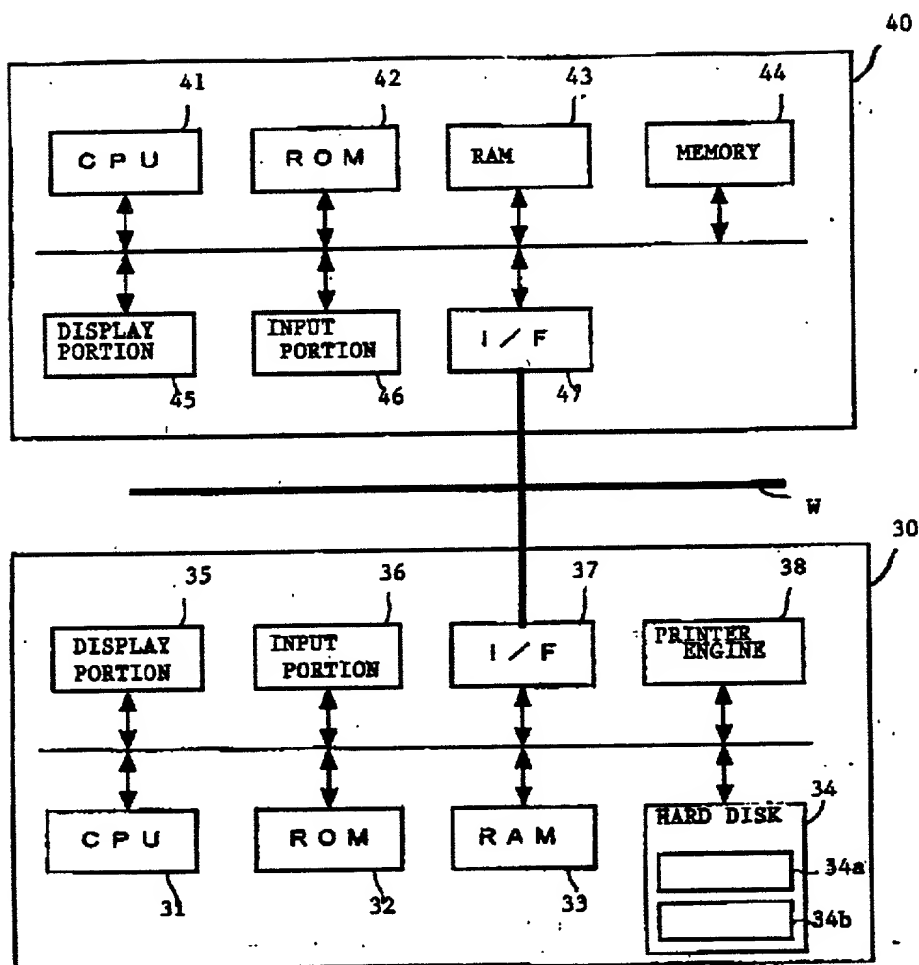 40
41
42
43
44
CPU
ROM
RAM
MEMORY
DISPLAY
PORTION
INPUT
PORTION
I/F
45
46
47
W
30
35
36
37
38
DISPLAY
PORTION
INPUT
PORTION
I/F
PRINTER
ENGINE
CPU
ROM
RAM
HARD DISK
34
34a
34b
31
32
33